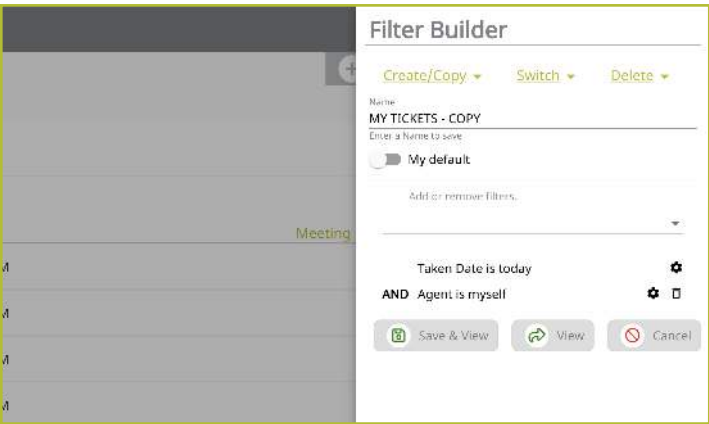 Filter Builder
Create/Copy Switch Delete
Name
MY TICKETS - COPY
Enter a Name to save
My default
Add or remove filters.
Meeting
Taken Date is today
M
AND Agent is myself
M
Save & View View Cancel
M
M